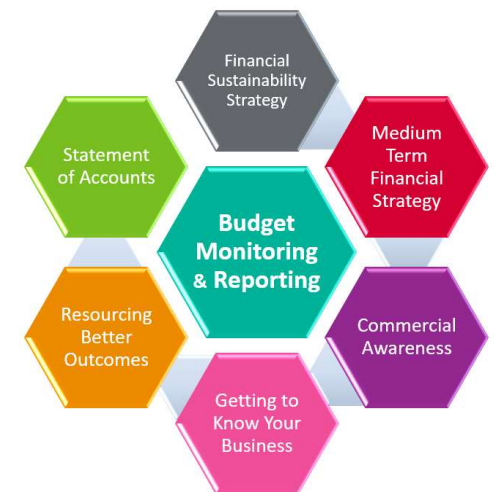 Financial
Sustainability
Strategy
Medium
Term
Financial
Strategy
Commercial
Awareness
Getting to
Know Your
Business
Resourcing
Better
Outcomes
Statement
of Accounts
Budget
Monitoring
& Reporting